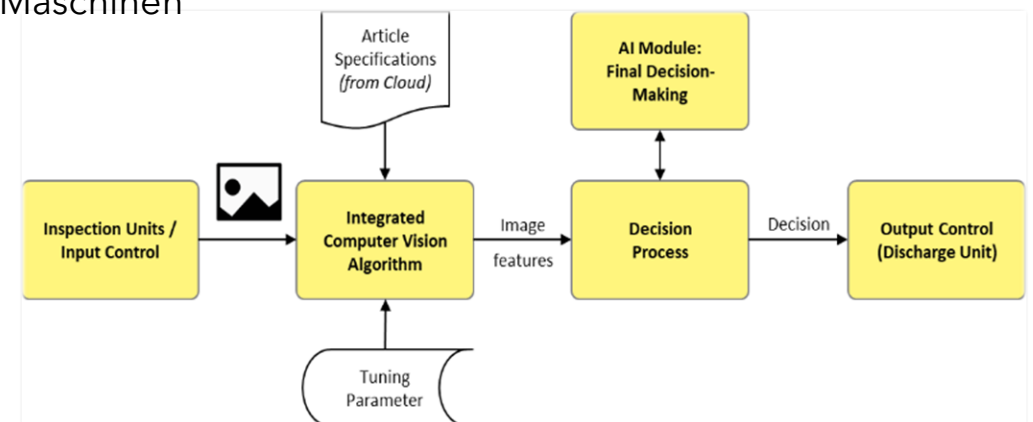 Maschinen
Article
Specifications
(from Cloud)
AI Module:
Final Decision-
Making
Inspection Units /
Input Control
Integrated
Computer Vision
Algorithm
Image
features
Decision
Process
Decision
Output Control
(Discharge Unit)
Tuning
Parameter